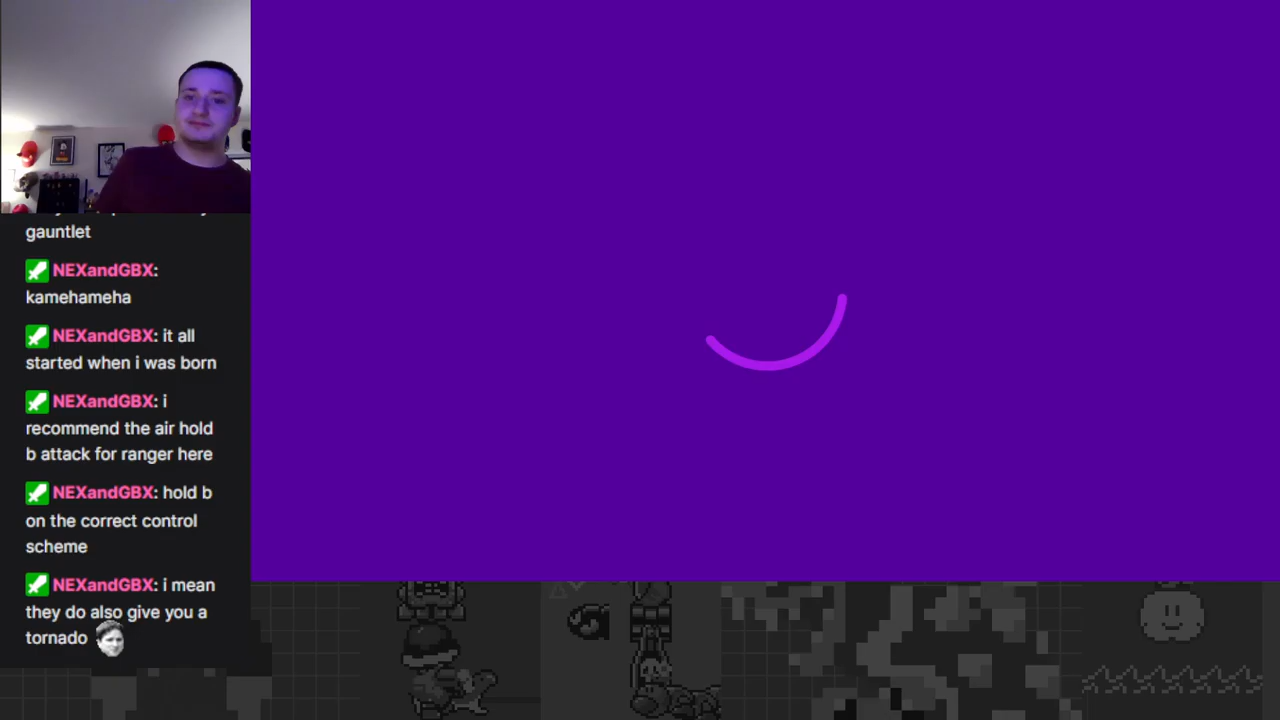 gauntlet
NEXandGBX:
kamehameha
NEXandGBX: it all
started when i was born
NEXandGBX: i
recommend the air hold
b attack for ranger here
NEXandGBX: hold b
on the correct control
scheme
NEXandGBX: i mean
they do also give you a
tornado